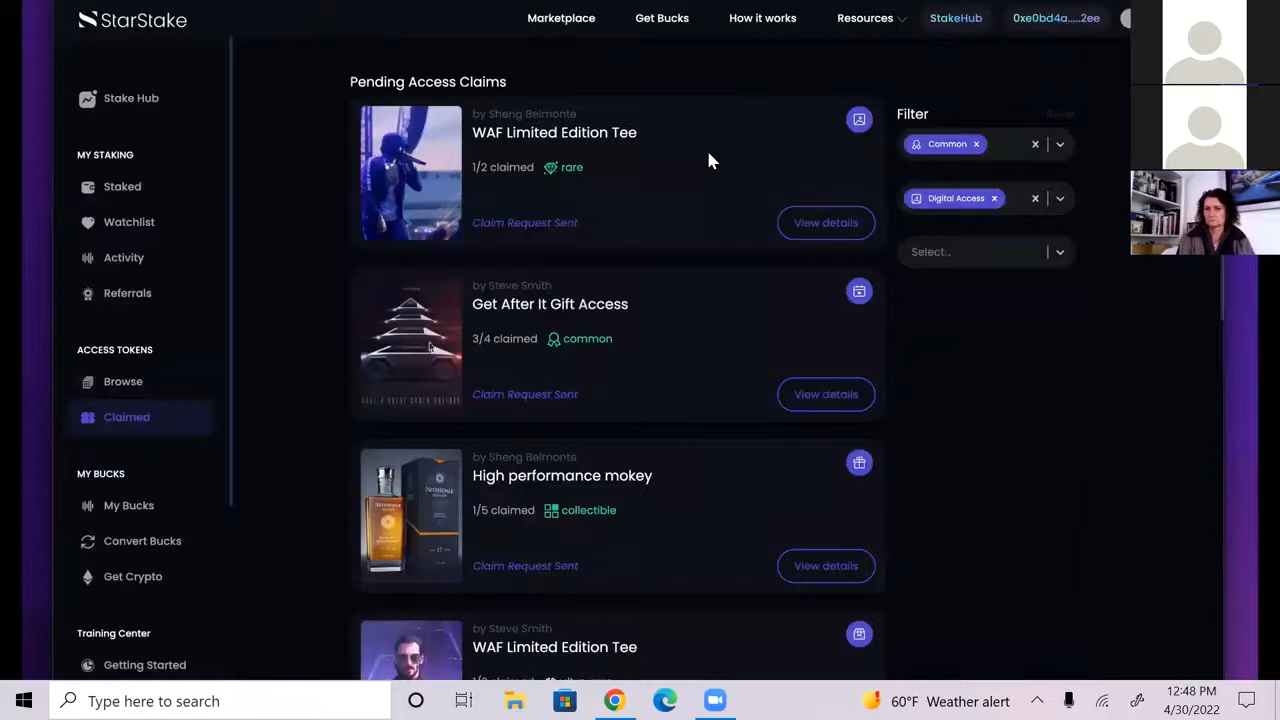 StarStake
Marketplace
Get Bucks
How it works
Resources
StakeHub
0xe0bd4a.....2ee
Stake Hub
MY STAKING
Staked
Watchlist
Activity
Referrals
ACCESS TOKENS
Browse
Claimed
MY BUCKS
My Bucks
Convert Bucks
Get Crypto
Training Center
Getting Started
Pending Access Claims
by Sheng Belmonte
WAF Limited Edition Tee
1/2 claimed rare
Claim Request Sent
View details
by Steve Smith
Get After It Gift Access
3/4 claimed common
Claim Request Sent
View details
by Sheng Belmonte
High performance mokey
1/5 claimed collectible
Claim Request Sent
View details
by Steve Smith
WAF Limited Edition Tee
Filter
Common
Digital Access
Select...
Type here to search
60°F Weather alert
12:48 PM
4/30/2022